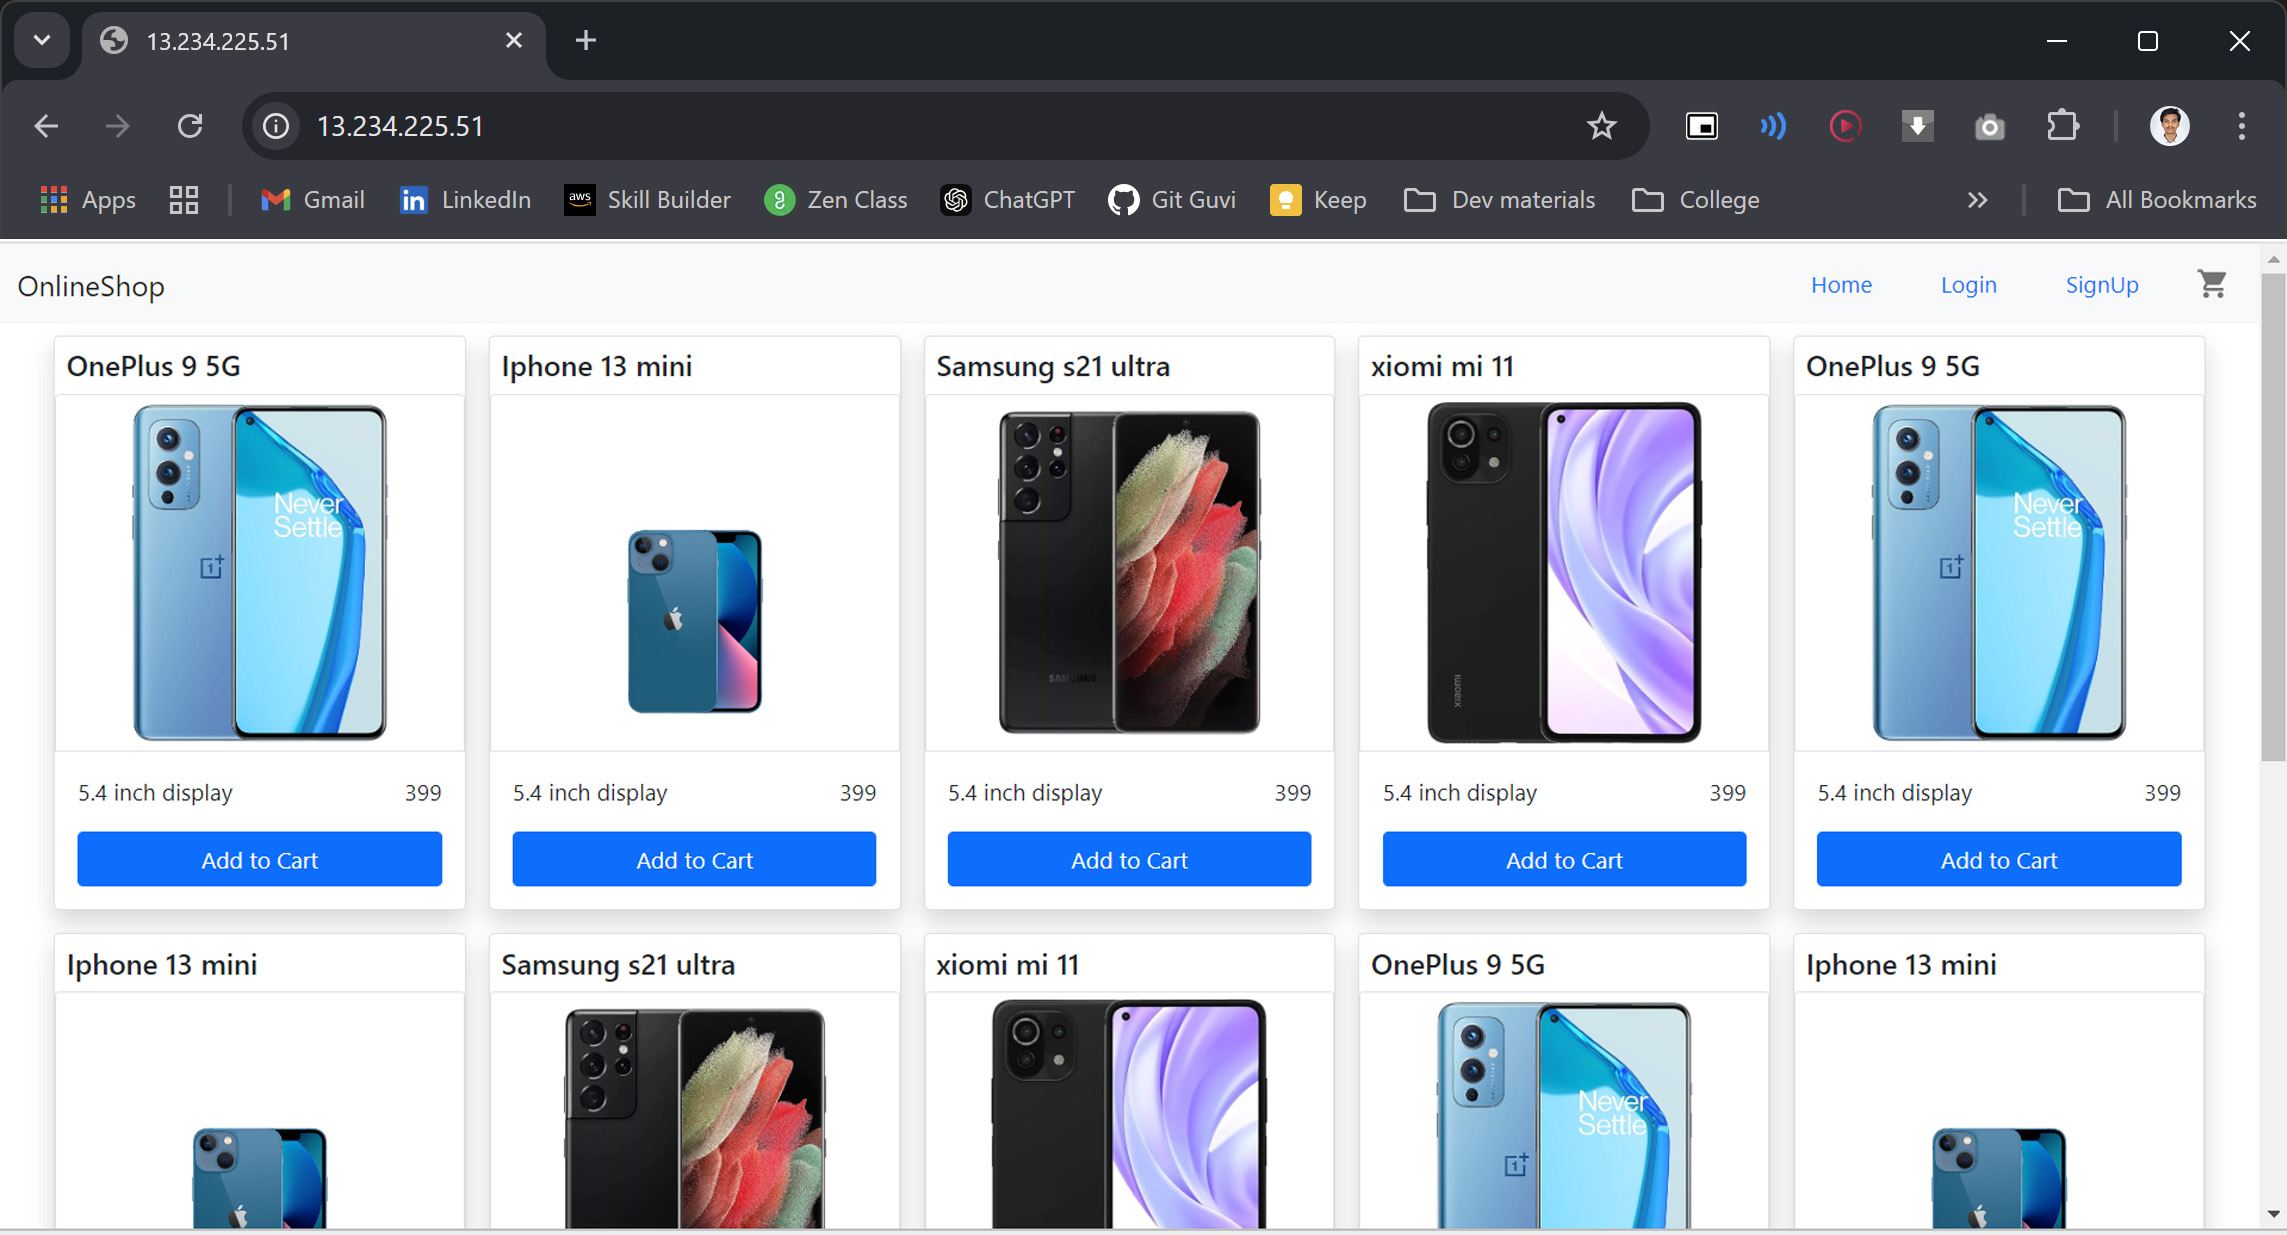 13.234.225.51
13.234.225.51
Apps Gmail LinkedIn aws Skill Builder Zen Class ChatGPT Git Guvi Keep Dev materials College All Bookmarks
OnlineShop Home Login SignUp
OnePlus 9 5G Iphone 13 mini Samsung s21 ultra xiomi mi 11 OnePlus 9 5G
Never Never
Settle Settle
SAMSUNG xiaomi
5.4 inch display 399 5.4 inch display 399 5.4 inch display 399 5.4 inch display 399 5.4 inch display 399
Add to Cart Add to Cart Add to Cart Add to Cart Add to Cart
Iphone 13 mini Samsung s21 ultra xiomi mi 11 OnePlus 9 5G Iphone 13 mini
Never
Settle